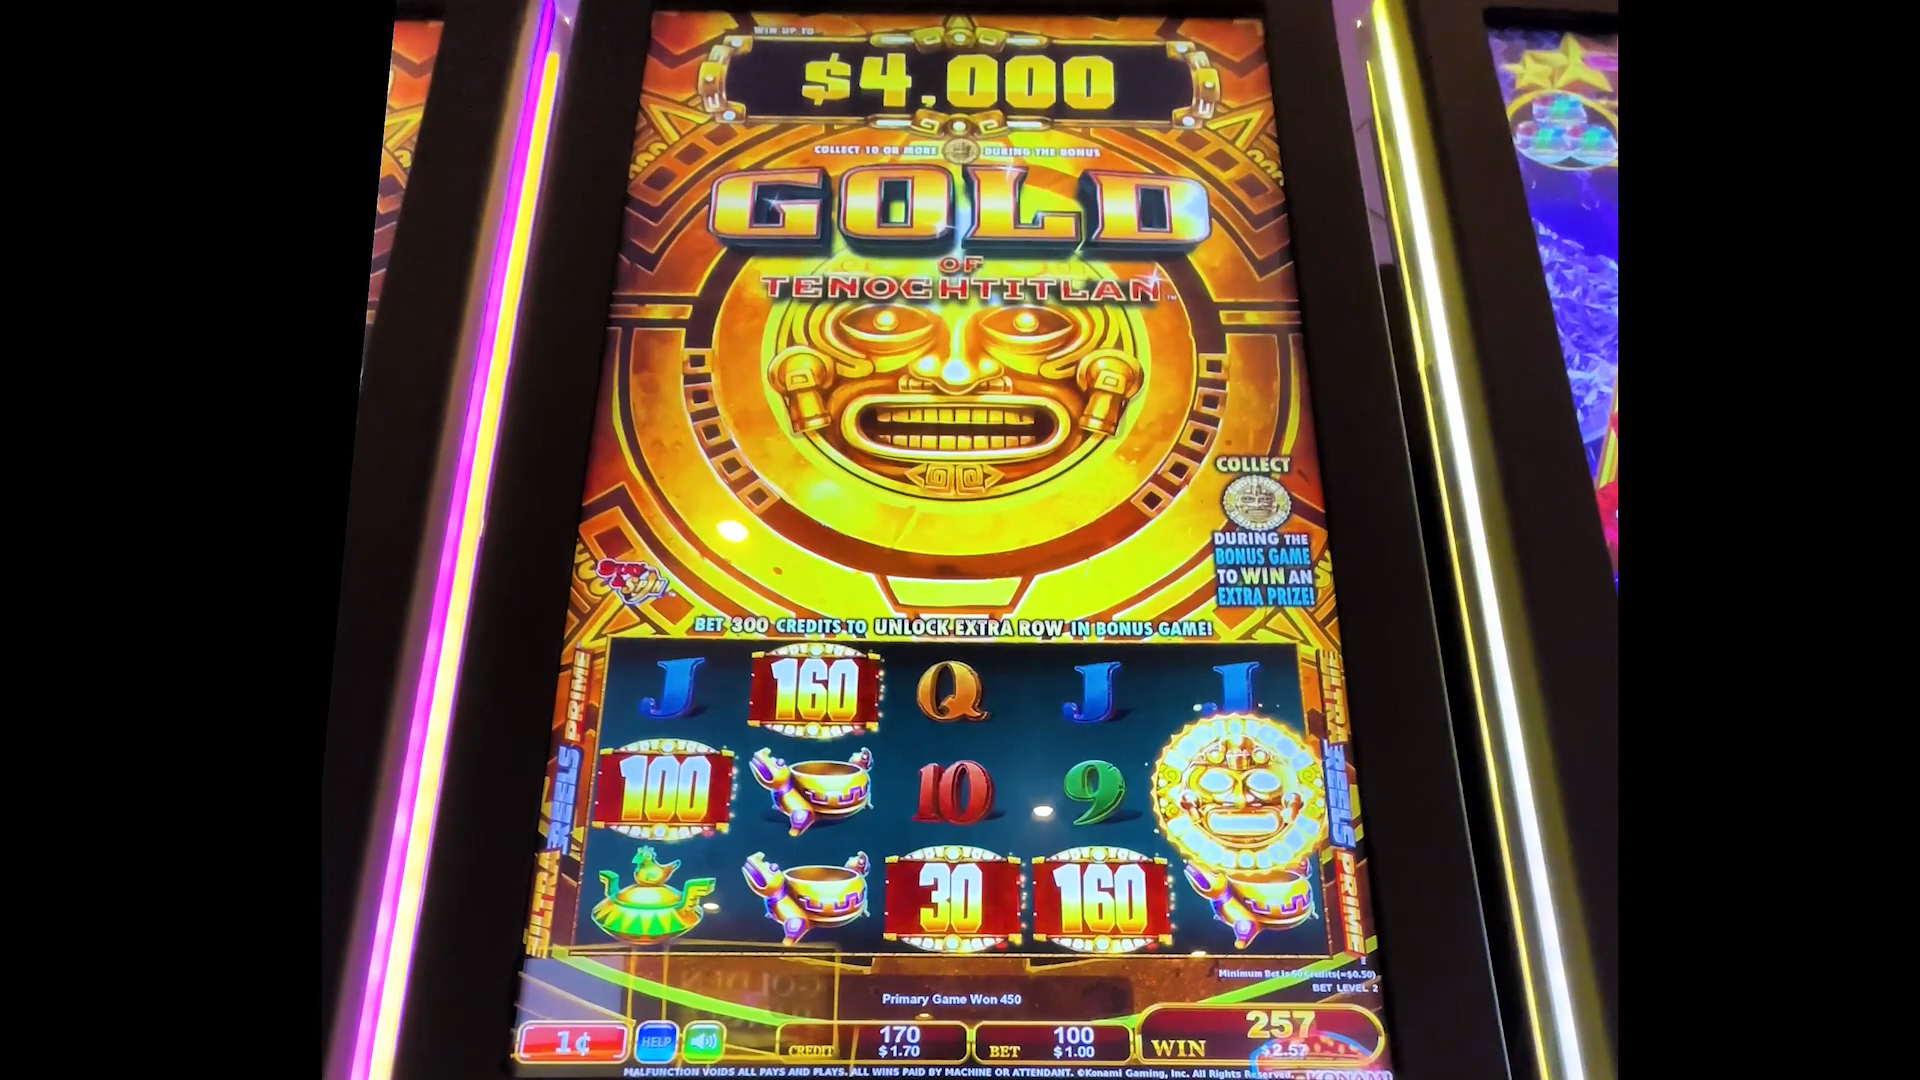 WIN UP TO
$4,000
COLLECT 10 OR MORE DURING THE BONUS
GOLD
OF
TENOCHTITLAN™
COLLECT
DURING THE
BONUS GAME
TO WIN AN
EXTRA PRIZE!
STAY & SPIN™
BET 300 CREDITS TO UNLOCK EXTRA ROW IN BONUS GAME!
ULTRA REELS PRIME
ULTRA REELS PRIME
J 160 Q J J
100 10 9
30 160
Minimum Bet is 50 Credits(=$0.50)
BET LEVEL 2
Primary Game Won 450
1¢ HELP CREDIT 170 $1.70 BET 100 $1.00 WIN 257 $2.57
MALFUNCTION VOIDS ALL PAYS AND PLAYS. ALL WINS PAID BY MACHINE OR ATTENDANT. ©Konami Gaming, Inc. All Rights Reserved. KONAMI